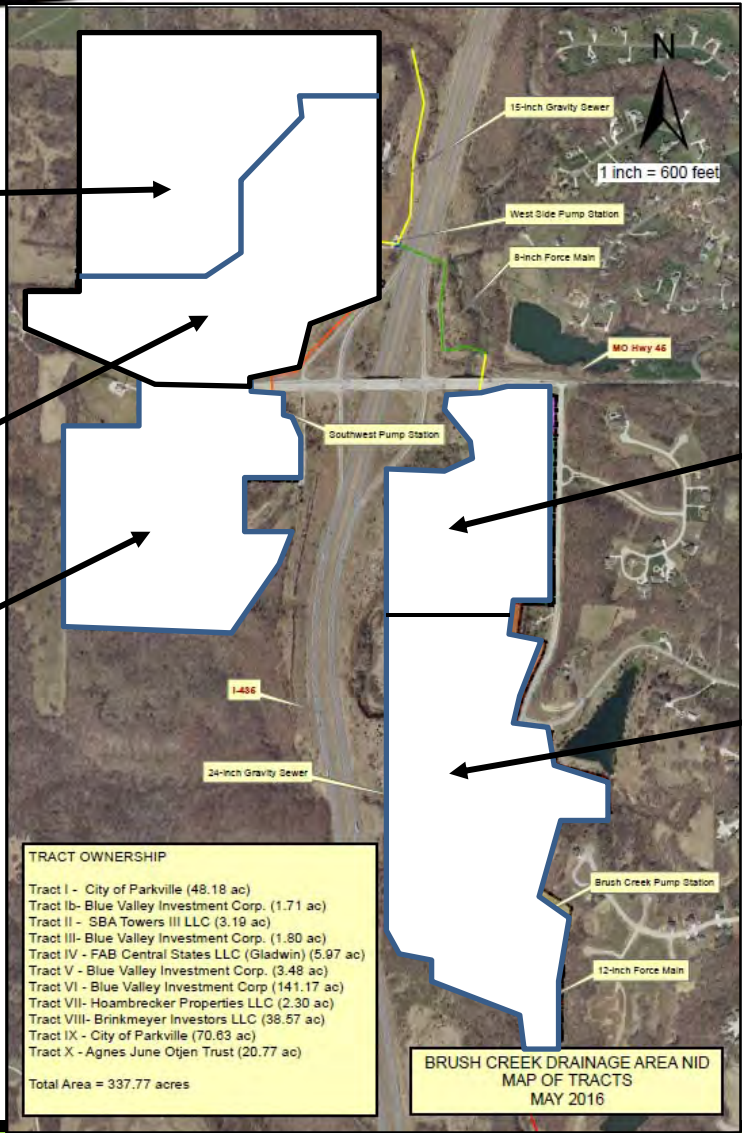 N
1 inch = 600 feet
15-inch Gravity Sewer
West Side Pump Station
8-inch Force Main
MO Hwy 45
Southwest Pump Station
I-435
24-inch Gravity Sewer
Brush Creek Pump Station
12-inch Force Main
TRACT OWNERSHIP
Tract I - City of Parkville (48.18 ac)
Tract Ib- Blue Valley Investment Corp. (1.71 ac)
Tract II - SBA Towers III LLC (3.19 ac)
Tract III- Blue Valley Investment Corp. (1.80 ac)
Tract IV - FAB Central States LLC (Gladwin) (5.97 ac)
Tract V - Blue Valley Investment Corp. (3.48 ac)
Tract VI - Blue Valley Investment Corp (141.17 ac)
Tract VII- Hoambrecker Properties LLC (2.30 ac)
Tract VIII- Brinkmeyer Investors LLC (38.57 ac)
Tract IX - City of Parkville (70.63 ac)
Tract X - Agnes June Otjen Trust (20.77 ac)
Total Area = 337.77 acres
BRUSH CREEK DRAINAGE AREA NID
MAP OF TRACTS
MAY 2016